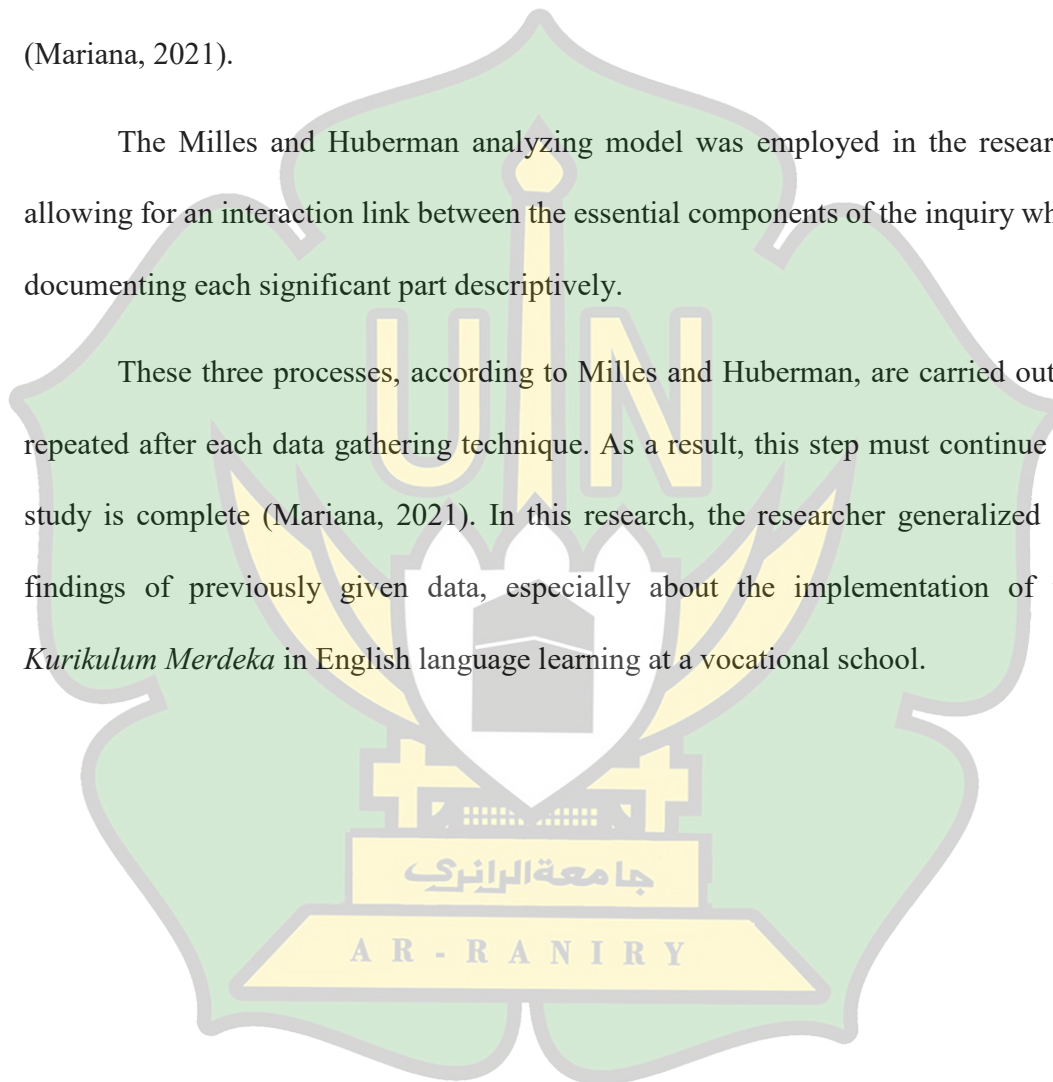 (Mariana, 2021).
The Milles and Huberman analyzing model was employed in the resear
allowing for an interaction link between the essential components of the inquiry wh
documenting each significant part descriptively.
These three processes, according to Milles and Huberman, are carried out
repeated after each data gathering technique. As a result, this step must continue
study is complete (Mariana, 2021). In this research, the researcher generalized
findings of previously given data, especially about the implementation of
Kurikulum Merdeka in English language learning at a vocational school.
UIN
جامعة الرانري
AR-RANIRY